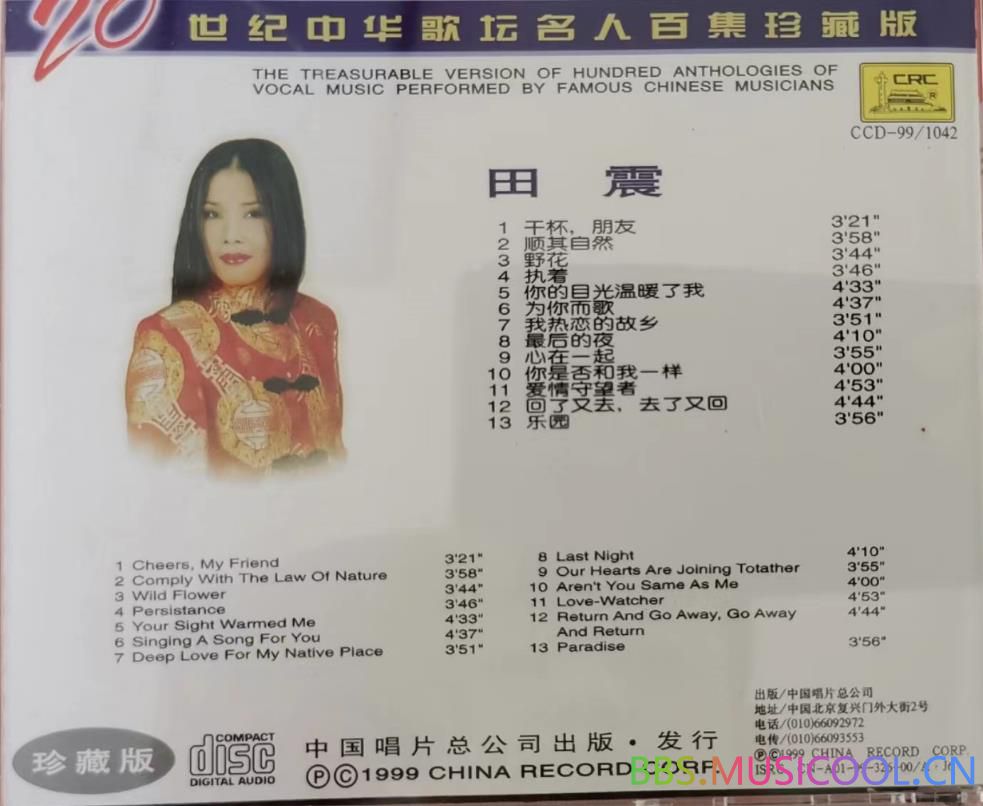 20
世纪中华歌坛名人百集珍藏版
THE TREASURABLE VERSION OF HUNDRED ANTHOLOGIES OF
VOCAL MUSIC PERFORMED BY FAMOUS CHINESE MUSICIANS
CRC
R
CCD-99/1042
田 震
1 干杯，朋友 3'21"
2 顺其自然 3'58"
3 野花 3'44"
4 执着 3'46"
5 你的目光温暖了我 4'33"
6 为你而歌 4'37"
7 我热恋的故乡 3'51"
8 最后的夜 4'10"
9 心在一起 3'55"
10 你是否和我一样 4'00"
11 爱情守望者 4'53"
12 回了又去，去了又回 4'44"
13 乐园 3'56"
1 Cheers, My Friend 3'21"
2 Comply With The Law Of Nature 3'58"
3 Wild Flower 3'44"
4 Persistance 3'46"
5 Your Sight Warmed Me 4'33"
6 Singing A Song For You 4'37"
7 Deep Love For My Native Place 3'51"
8 Last Night 4'10"
9 Our Hearts Are Joining Totather 3'55"
10 Aren't You Same As Me 4'00"
11 Love-Watcher 4'53"
12 Return And Go Away, Go Away 4'44"
And Return
13 Paradise 3'56"
珍藏版
COMPACT
disc
DIGITAL AUDIO
中国唱片总公司出版·发行
ⓅⒸ1999 CHINA RECORD CORP.
出版/中国唱片总公司
地址/中国北京复兴门外大街2号
电话/(010)66092972
电传/(010)66093553
ⓅⒸ1999 CHINA RECORD CORP.
BBS.MUSICOOL.CN